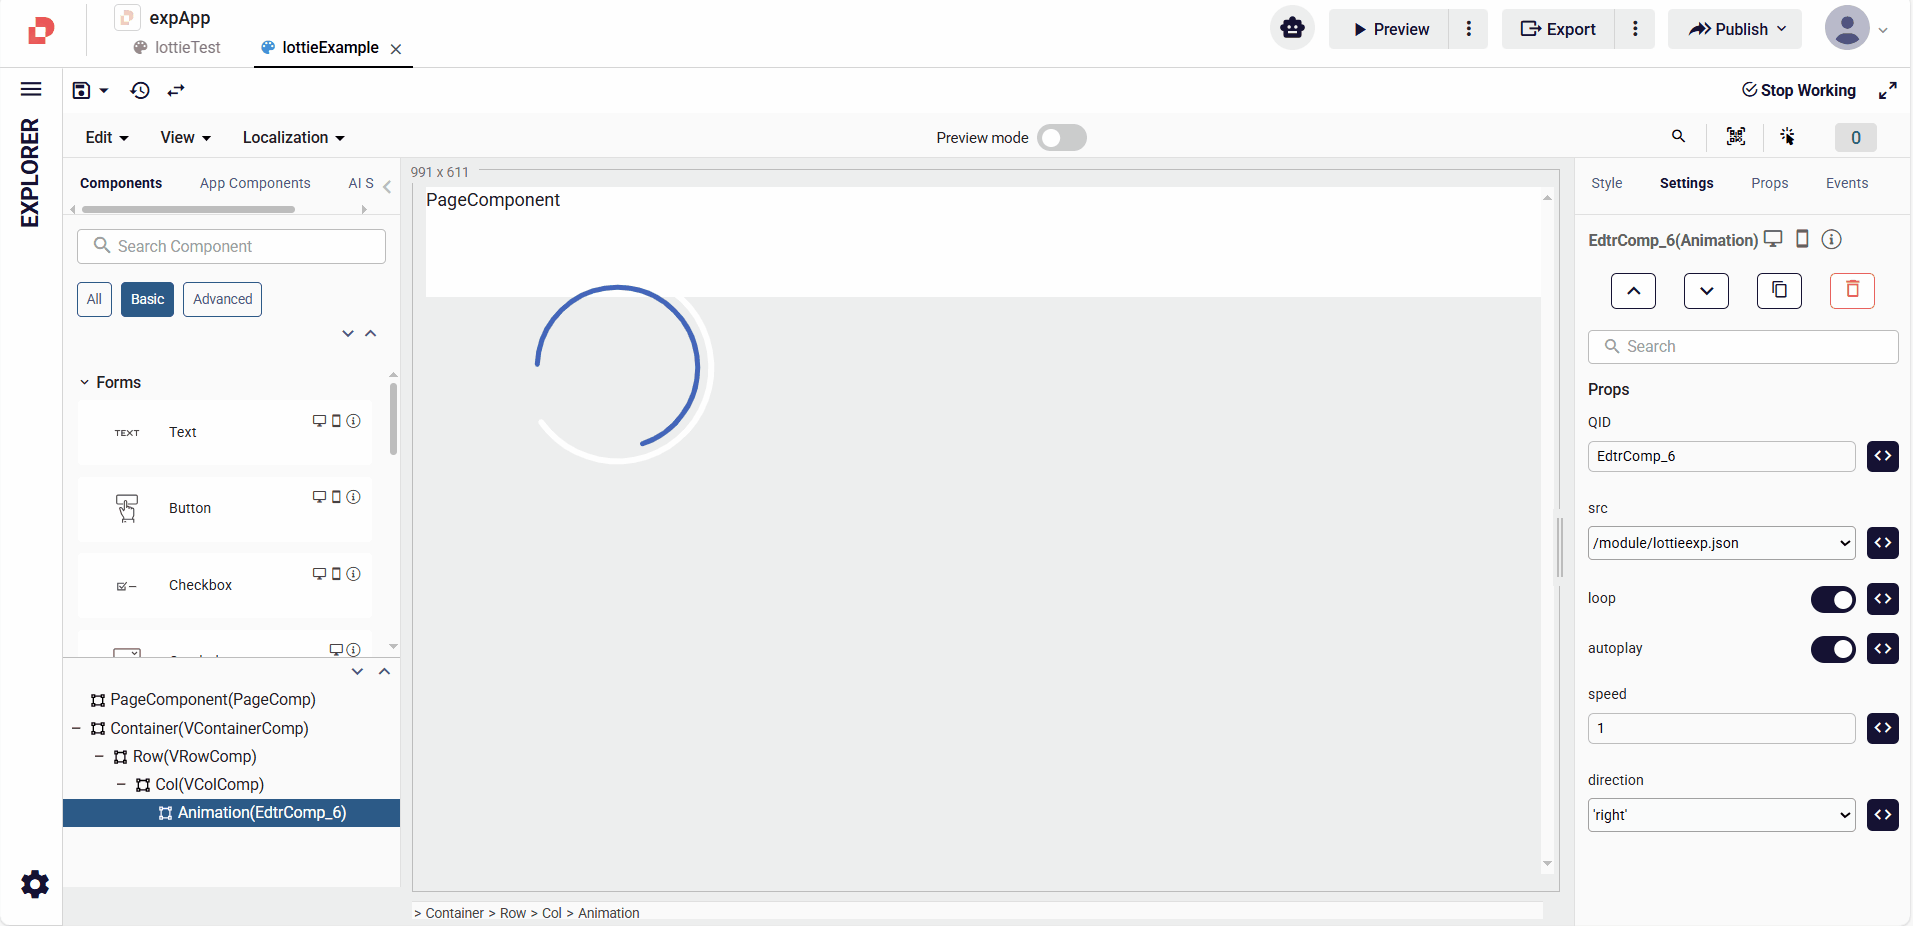 expApp
lottieTest
lottieExample
Preview
Export
Publish
Stop Working
EXPLORER
Edit
View
Localization
Preview mode
0
Components
App Components
AI S
991 x 611
PageComponent
Style
Settings
Props
Events
Search Component
EdtrComp_6(Animation)
All
Basic
Advanced
Search
Forms
Props
TEXT
Text
QID
EdtrComp_6
Button
src
/module/lottieexp.json
Checkbox
loop
autoplay
PageComponent(PageComp)
speed
Container(VContainerComp)
1
Row(VRowComp)
Col(VColComp)
direction
Animation(EdtrComp_6)
'right'
> Container > Row > Col > Animation